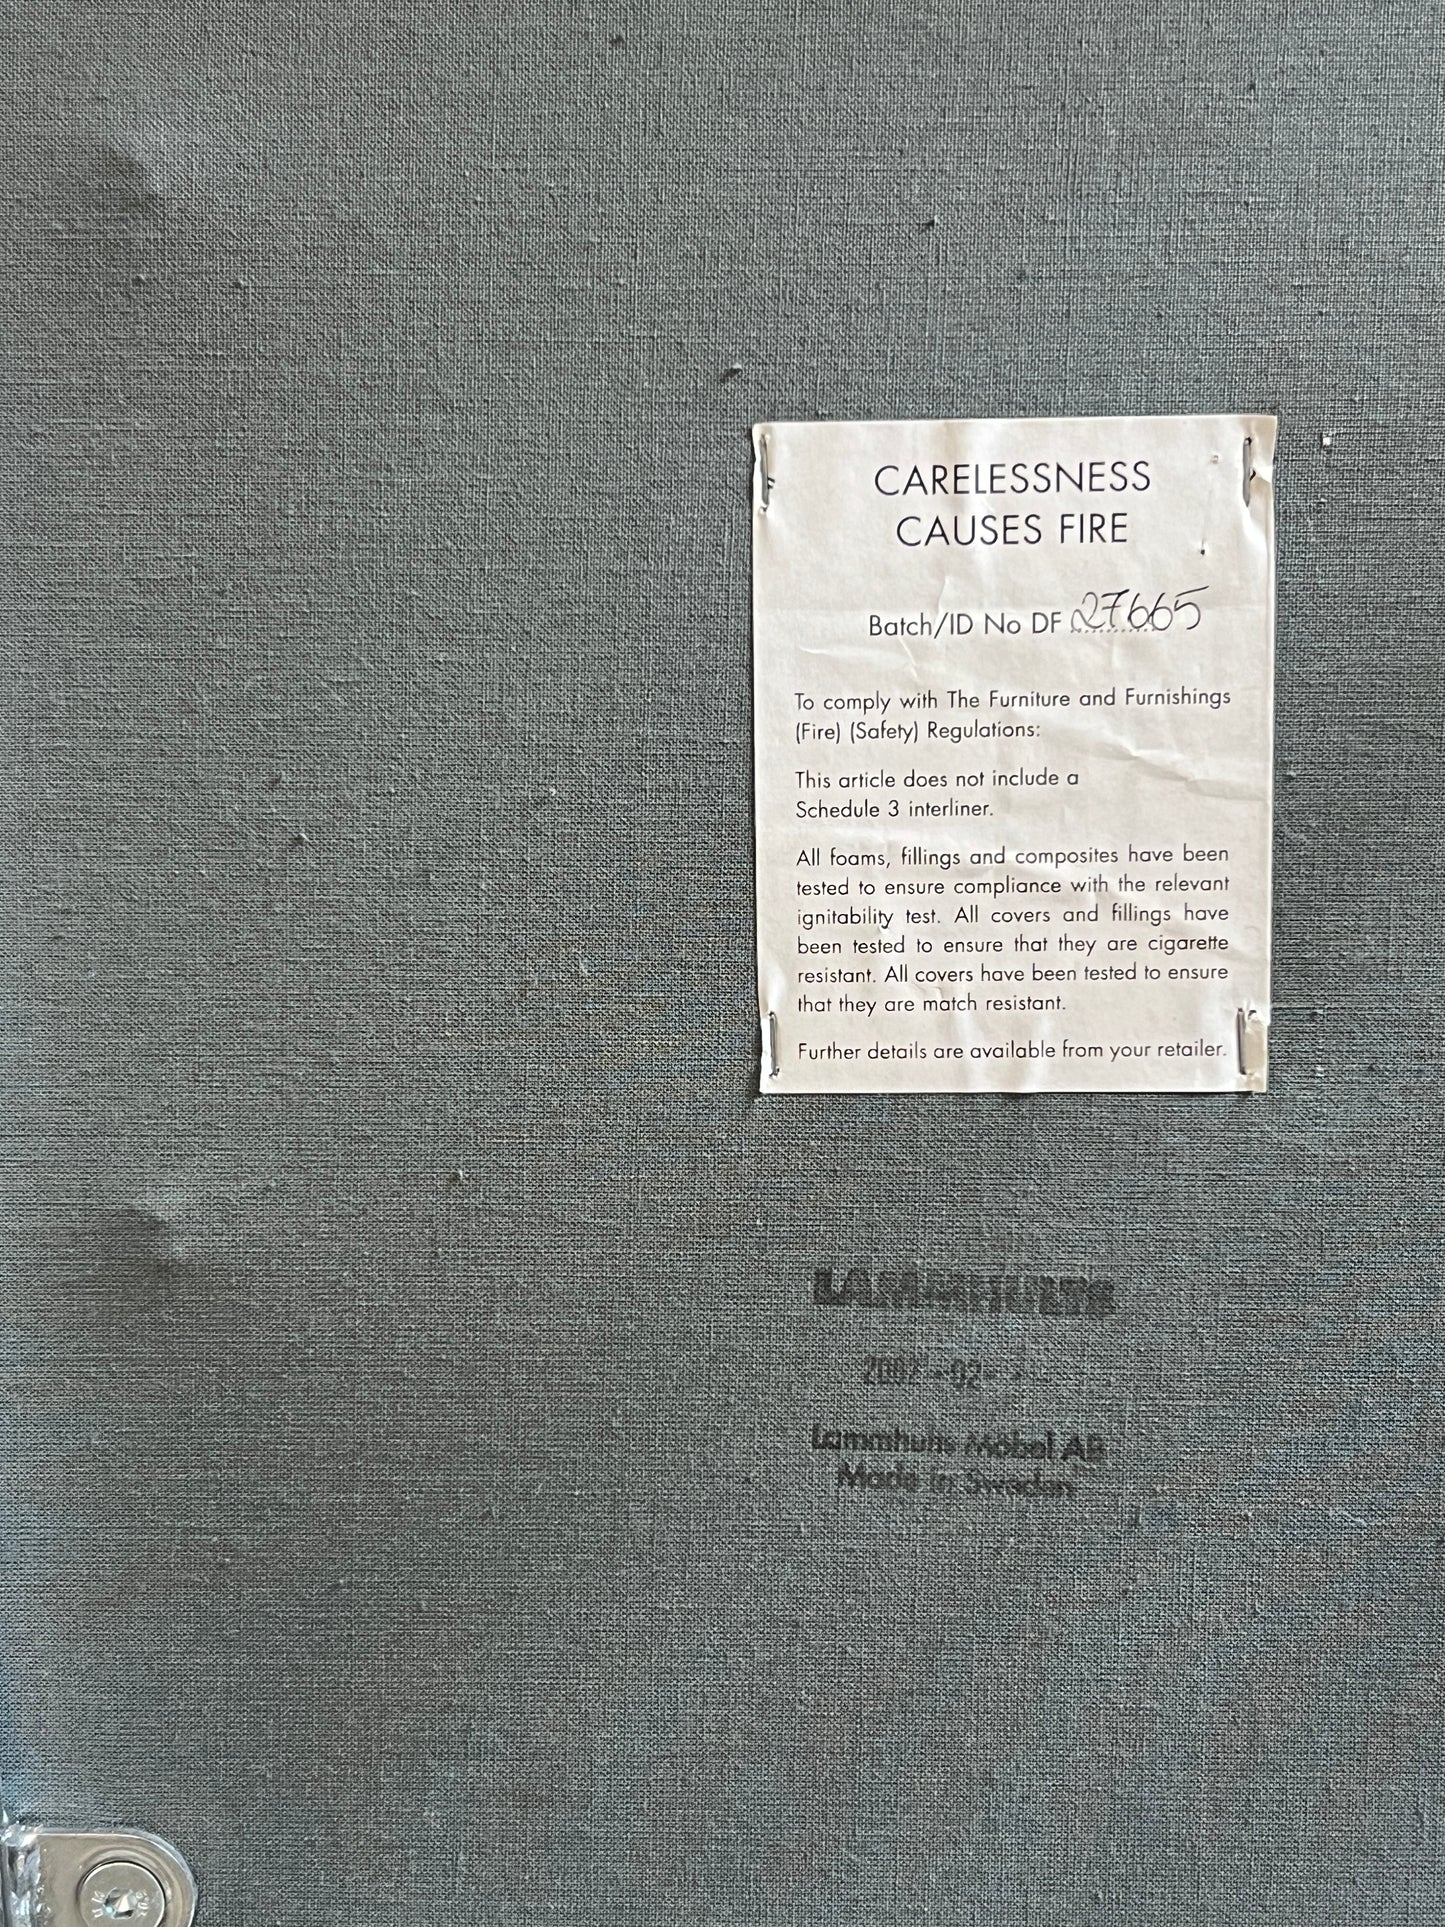 CARELESSNESS
CAUSES FIRE
Batch/ID No DF 27665
To comply with The Furniture and Furnishings
(Fire) (Safety) Regulations:
This article does not include a
Schedule 3 interliner.
All foams, fillings and composites have been
tested to ensure compliance with the relevant
ignitability test. All covers and fillings have
been tested to ensure that they are cigarette
resistant. All covers have been tested to ensure
that they are match resistant.
Further details are available from your retailer.
LAMMHULTS
Lammhults Möbel AB
Made in Sweden